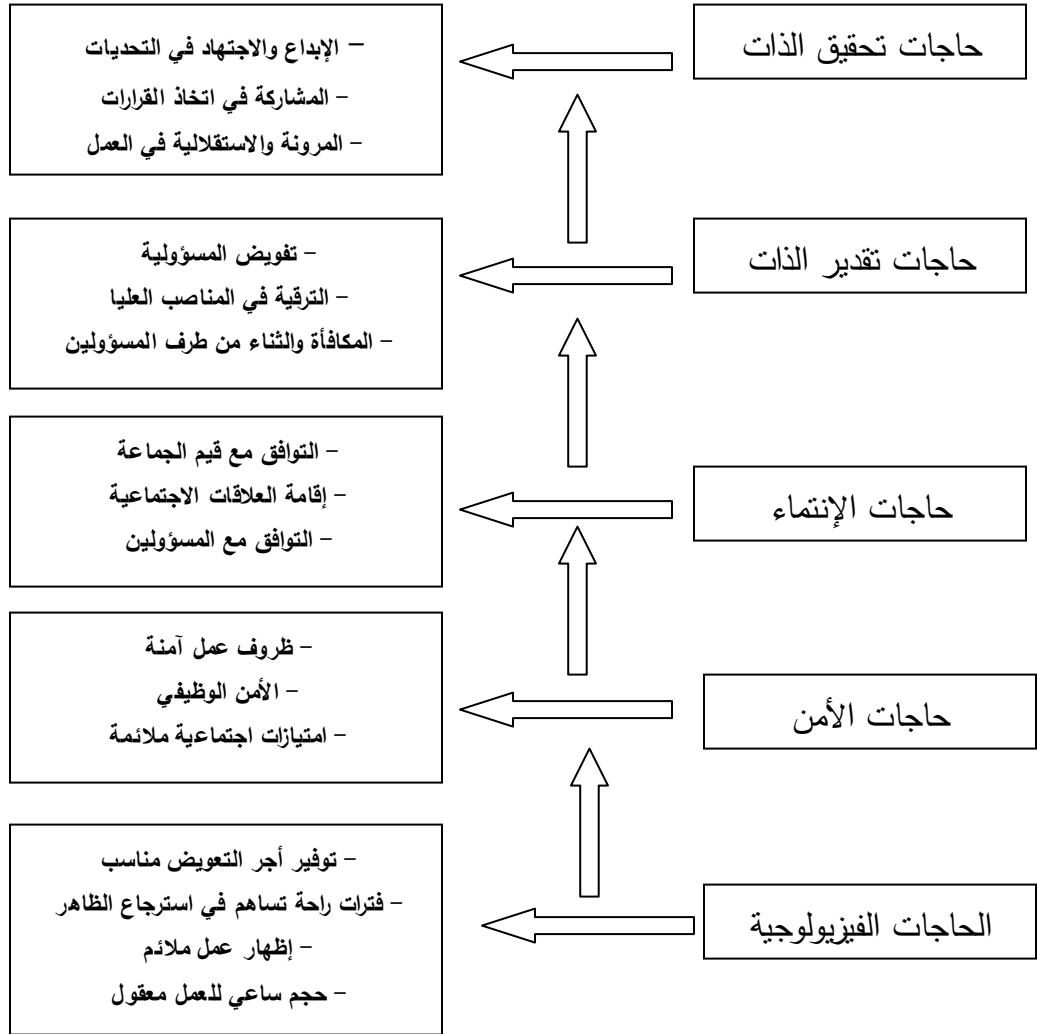 حاجات تحقيق الذات
– الإبداع والاجتهاد في التحديات
– المشاركة في اتخاذ القرارات
– المرونة والاستقلالية في العمل
حاجات تقدير الذات
– تفويض المسؤولية
– الترقية في المناصب العليا
– المكافأة والثناء من طرف المسؤولين
حاجات الإنتماء
– التوافق مع قيم الجماعة
– إقامة العلاقات الاجتماعية
– التوافق مع المسؤولين
حاجات الأمن
– ظروف عمل آمنة
– الأمن الوظيفي
– امتيازات اجتماعية ملائمة
الحاجات الفيزيولوجية
– توفير أجر التعويض مناسب
– فترات راحة تساهم في استرجاع الظاهر
– إظهار عمل ملائم
– حجم ساعي للعمل معقول